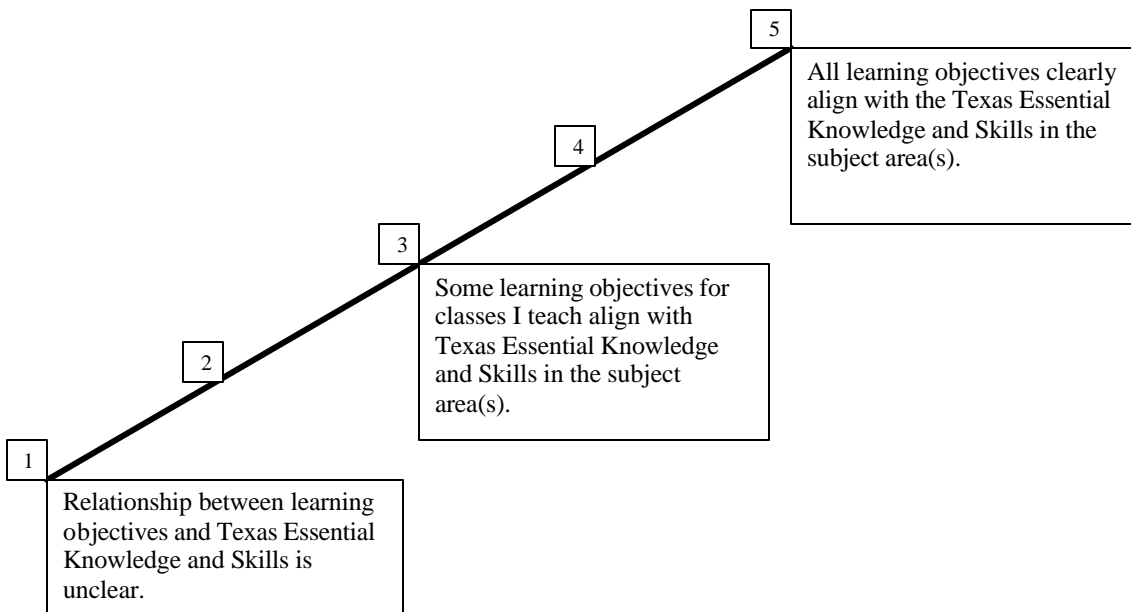 5
All learning objectives clearly
align with the Texas Essential
Knowledge and Skills in the
subject area(s).
4
3
Some learning objectives for
classes I teach align with
Texas Essential Knowledge
and Skills in the subject
area(s).
2
1
Relationship between learning
objectives and Texas Essential
Knowledge and Skills is
unclear.